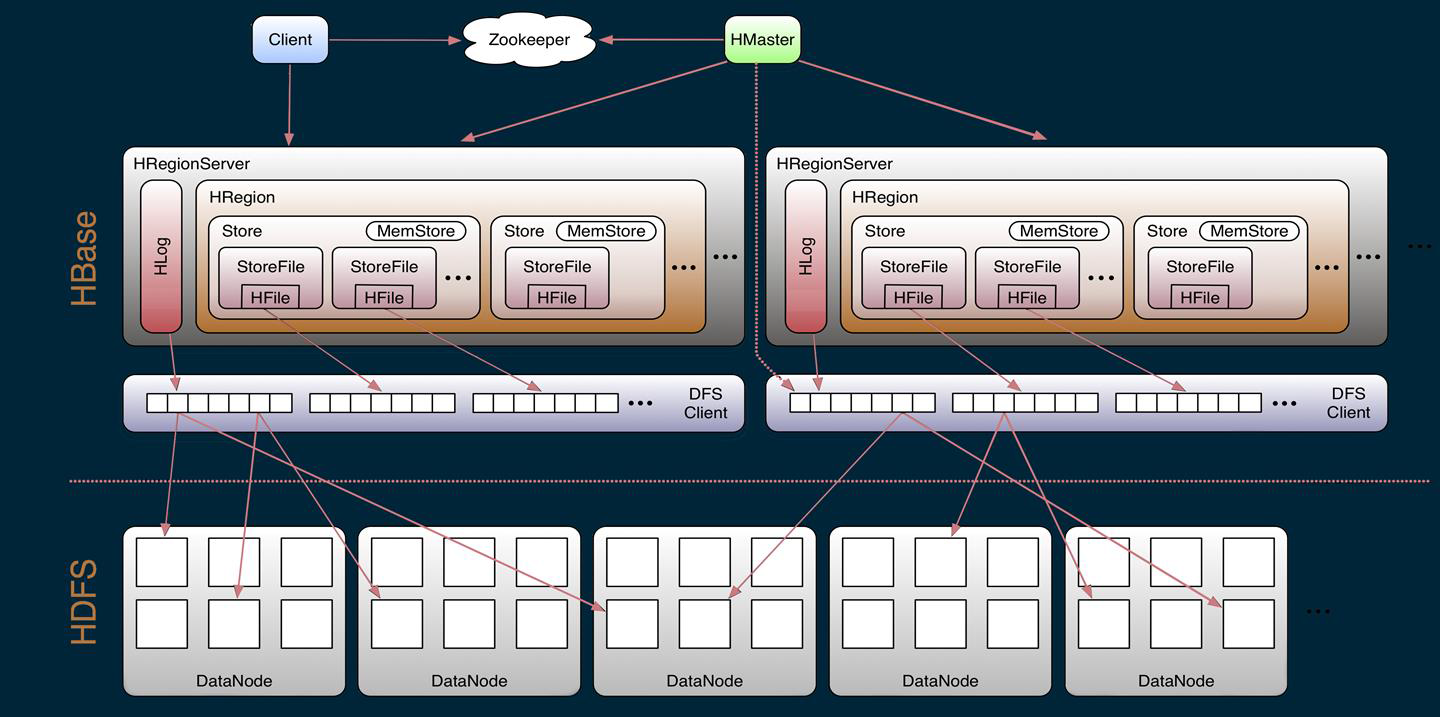 Client
Zookeeper
HMaster
HBase
HRegionServer
HLog
HRegion
Store
MemStore
StoreFile
HFile
StoreFile
HFile
...
Store
MemStore
StoreFile
HFile
...
...
HRegionServer
HLog
HRegion
Store
MemStore
StoreFile
HFile
StoreFile
HFile
...
Store
MemStore
StoreFile
HFile
...
...
...
...
DFS
Client
...
DFS
Client
HDFS
DataNode
DataNode
DataNode
DataNode
DataNode
...